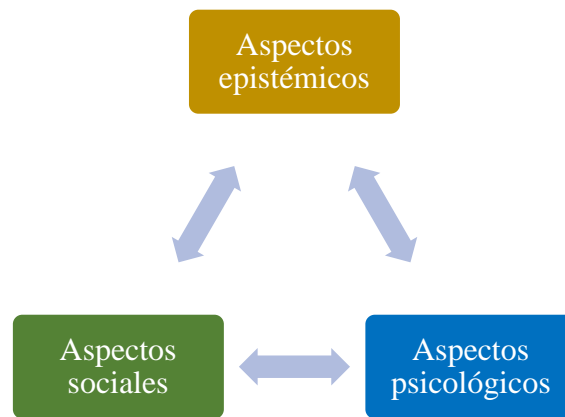 Aspectos
epistémicos
Aspectos
sociales
Aspectos
psicológicos